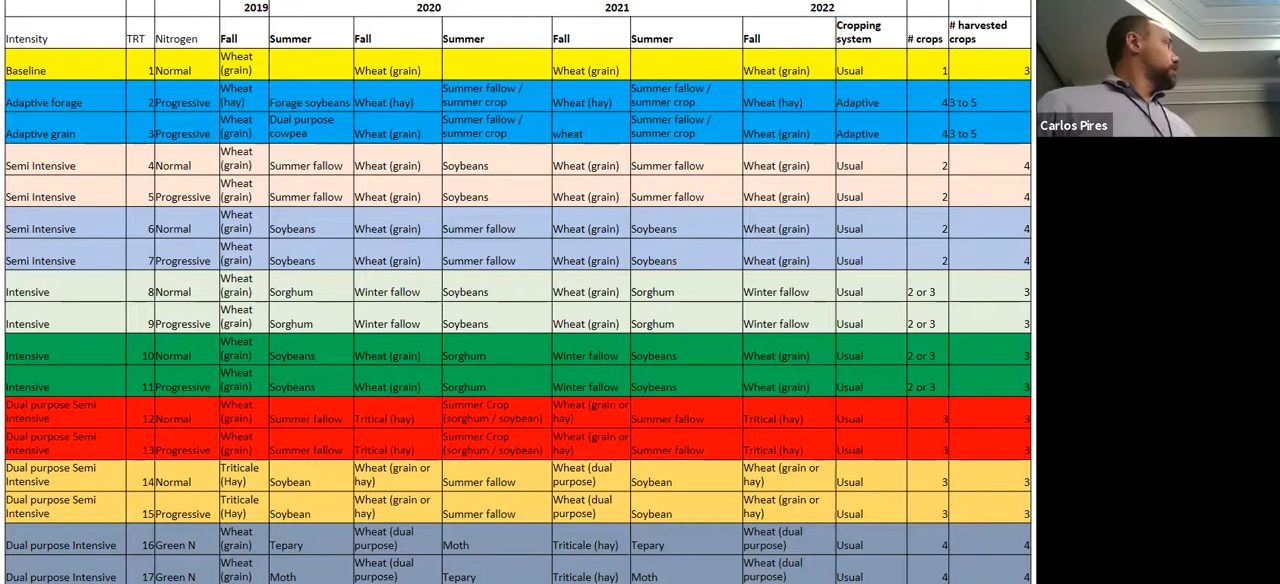 2019 2020 2021 2022
Intensity TRT Nitrogen Fall Summer Fall Summer Fall Summer Fall Cropping system # crops # harvested crops
Baseline 1 Normal Wheat (grain) Wheat (grain) Wheat (grain) Wheat (grain) Usual 1 3
Adaptive forage 2 Progressive Wheat (hay) Forage soybeans Wheat (hay) Summer fallow / summer crop Wheat (hay) Summer fallow / summer crop Wheat (hay) Adaptive 4 3 to 5
Adaptive grain 3 Progressive Wheat (grain) Dual purpose cowpea Wheat (grain) Summer fallow / summer crop wheat Summer fallow / summer crop Wheat (grain) Adaptive 4 3 to 5
Semi Intensive 4 Normal Wheat (grain) Summer fallow Wheat (grain) Soybeans Wheat (grain) Summer fallow Wheat (grain) Usual 2 4
Semi Intensive 5 Progressive Wheat (grain) Summer fallow Wheat (grain) Soybeans Wheat (grain) Summer fallow Wheat (grain) Usual 2 4
Semi Intensive 6 Normal Wheat (grain) Soybeans Wheat (grain) Summer fallow Wheat (grain) Soybeans Wheat (grain) Usual 2 4
Semi Intensive 7 Progressive Wheat (grain) Soybeans Wheat (grain) Summer fallow Wheat (grain) Soybeans Wheat (grain) Usual 2 4
Intensive 8 Normal Wheat (grain) Sorghum Winter fallow Soybeans Wheat (grain) Sorghum Winter fallow Usual 2 or 3 3
Intensive 9 Progressive Wheat (grain) Sorghum Winter fallow Soybeans Wheat (grain) Sorghum Winter fallow Usual 2 or 3 3
Intensive 10 Normal Wheat (grain) Soybeans Wheat (grain) Sorghum Winter fallow Soybeans Wheat (grain) Usual 2 or 3 3
Intensive 11 Progressive Wheat (grain) Soybeans Wheat (grain) Sorghum Winter fallow Soybeans Wheat (grain) Usual 2 or 3 3
Dual purpose Semi Intensive 12 Normal Wheat (grain) Summer fallow Tritical (hay) Summer Crop (sorghum / soybean) Wheat (grain or hay) Summer fallow Tritical (hay) Usual 3 3
Dual purpose Semi Intensive 13 Progressive Wheat (grain) Summer fallow Tritical (hay) Summer Crop (sorghum / soybean) Wheat (grain or hay) Summer fallow Tritical (hay) Usual 3 3
Dual purpose Semi Intensive 14 Normal Triticale (Hay) Soybean Wheat (grain or hay) Summer fallow Wheat (dual purpose) Soybean Wheat (grain or hay) Usual 3 3
Dual purpose Semi Intensive 15 Progressive Triticale (Hay) Soybean Wheat (grain or hay) Summer fallow Wheat (dual purpose) Soybean Wheat (grain or hay) Usual 3 3
Dual purpose Intensive 16 Green N Wheat (grain) Tepary Wheat (dual purpose) Moth Triticale (hay) Tepary Wheat (dual purpose) Usual 4 4
Dual purpose Intensive 17 Green N Wheat (grain) Moth Wheat (dual purpose) Tepary Triticale (hay) Moth Wheat (dual purpose) Usual 4 4
Carlos Pires